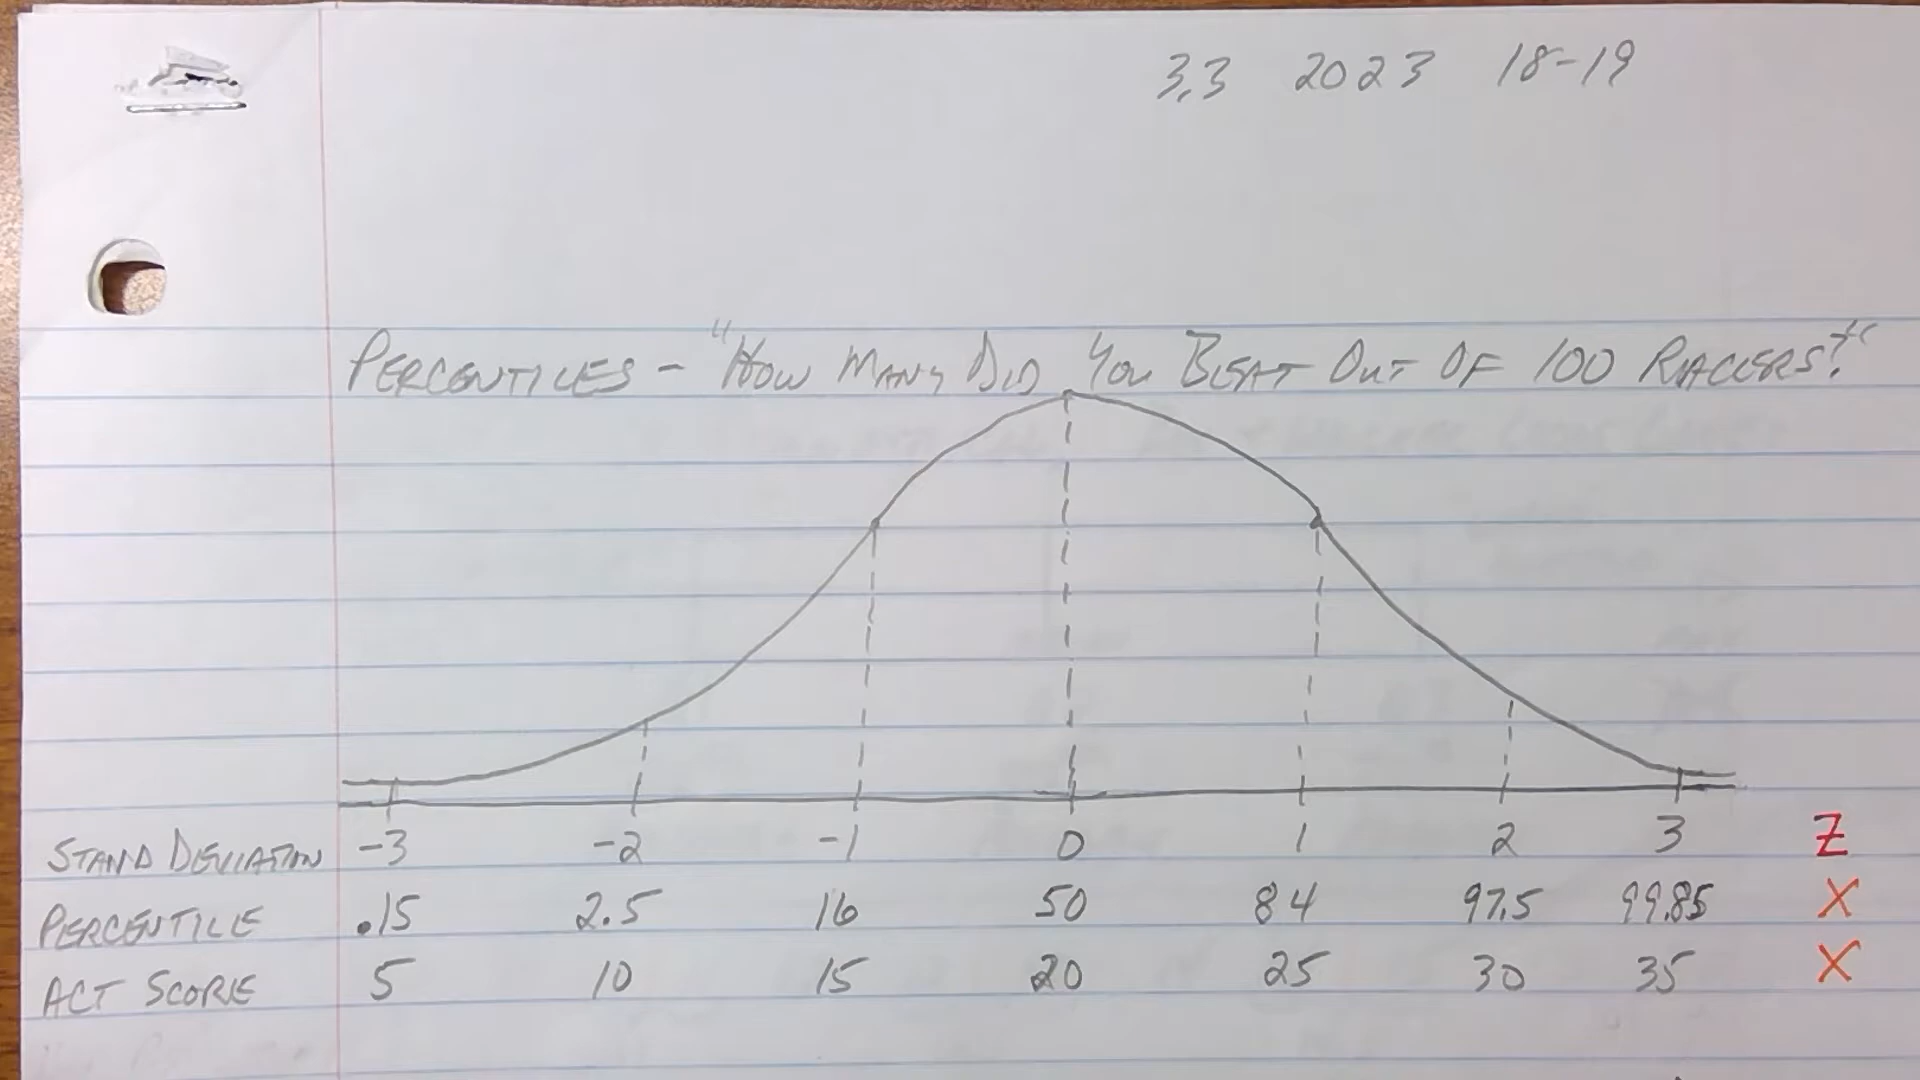 3.3 2023 18-19
PERCENTILES - "HOW MANY DID YOU BEAT OUT OF 100 RACERS?"
STAND DEVIATION -3 -2 -1 0 1 2 3 Z
PERCENTILE .15 2.5 16 50 84 97.5 99.85 X
ACT SCORE 5 10 15 20 25 30 35 X